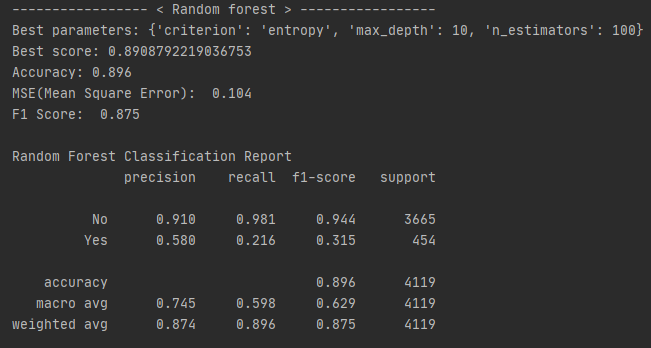 ----------------- < Random forest > -----------------
Best parameters: {'criterion': 'entropy', 'max_depth': 10, 'n_estimators': 100}
Best score: 0.8908792219036753
Accuracy: 0.896
MSE(Mean Square Error):  0.104
F1 Score:  0.875

Random Forest Classification Report
              precision    recall  f1-score   support

          No      0.910     0.981     0.944      3665
         Yes      0.580     0.216     0.315       454

    accuracy                          0.896      4119
   macro avg      0.745     0.598     0.629      4119
weighted avg      0.874     0.896     0.875      4119